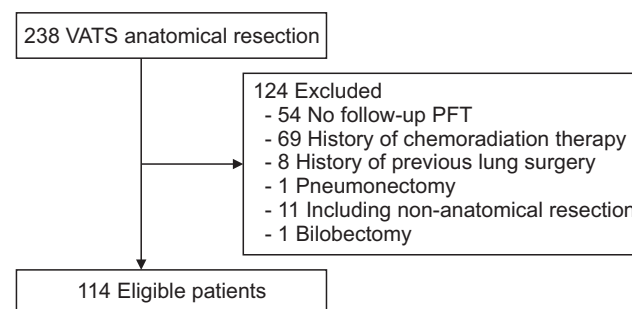 238 VATS anatomical resection
124 Excluded
- 54 No follow-up PFT
- 69 History of chemoradiation therapy
- 8 History of previous lung surgery
- 1 Pneumonectomy
- 11 Including non-anatomical resection
- 1 Bilobectomy
114 Eligible patients